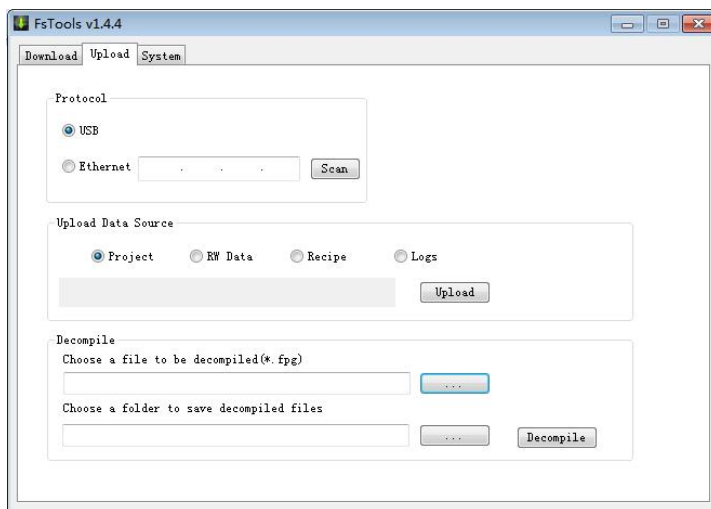 FsTools v1.4.4
Download Upload System
Protocol
USB
Ethernet . . . Scan
Upload Data Source
Project RW Data Recipe Logs
Upload
Decompile
Choose a file to be decompiled(*.fpg)
...
Choose a folder to save decompiled files
... Decompile